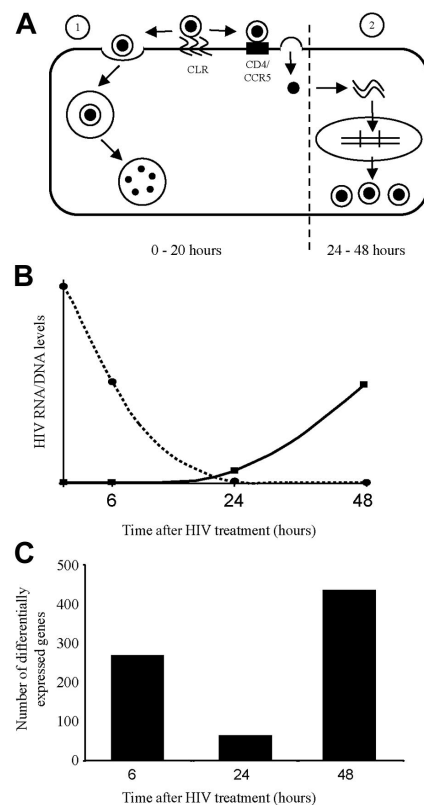 A
1
2
CLR
CD4/
CCR5
0 - 20 hours
24 - 48 hours
B
HIV RNA/DNA levels
6
24
48
Time after HIV treatment (hours)
C
Number of differentially
expressed genes
500
400
300
200
100
0
6
24
48
Time after HIV treatment (hours)